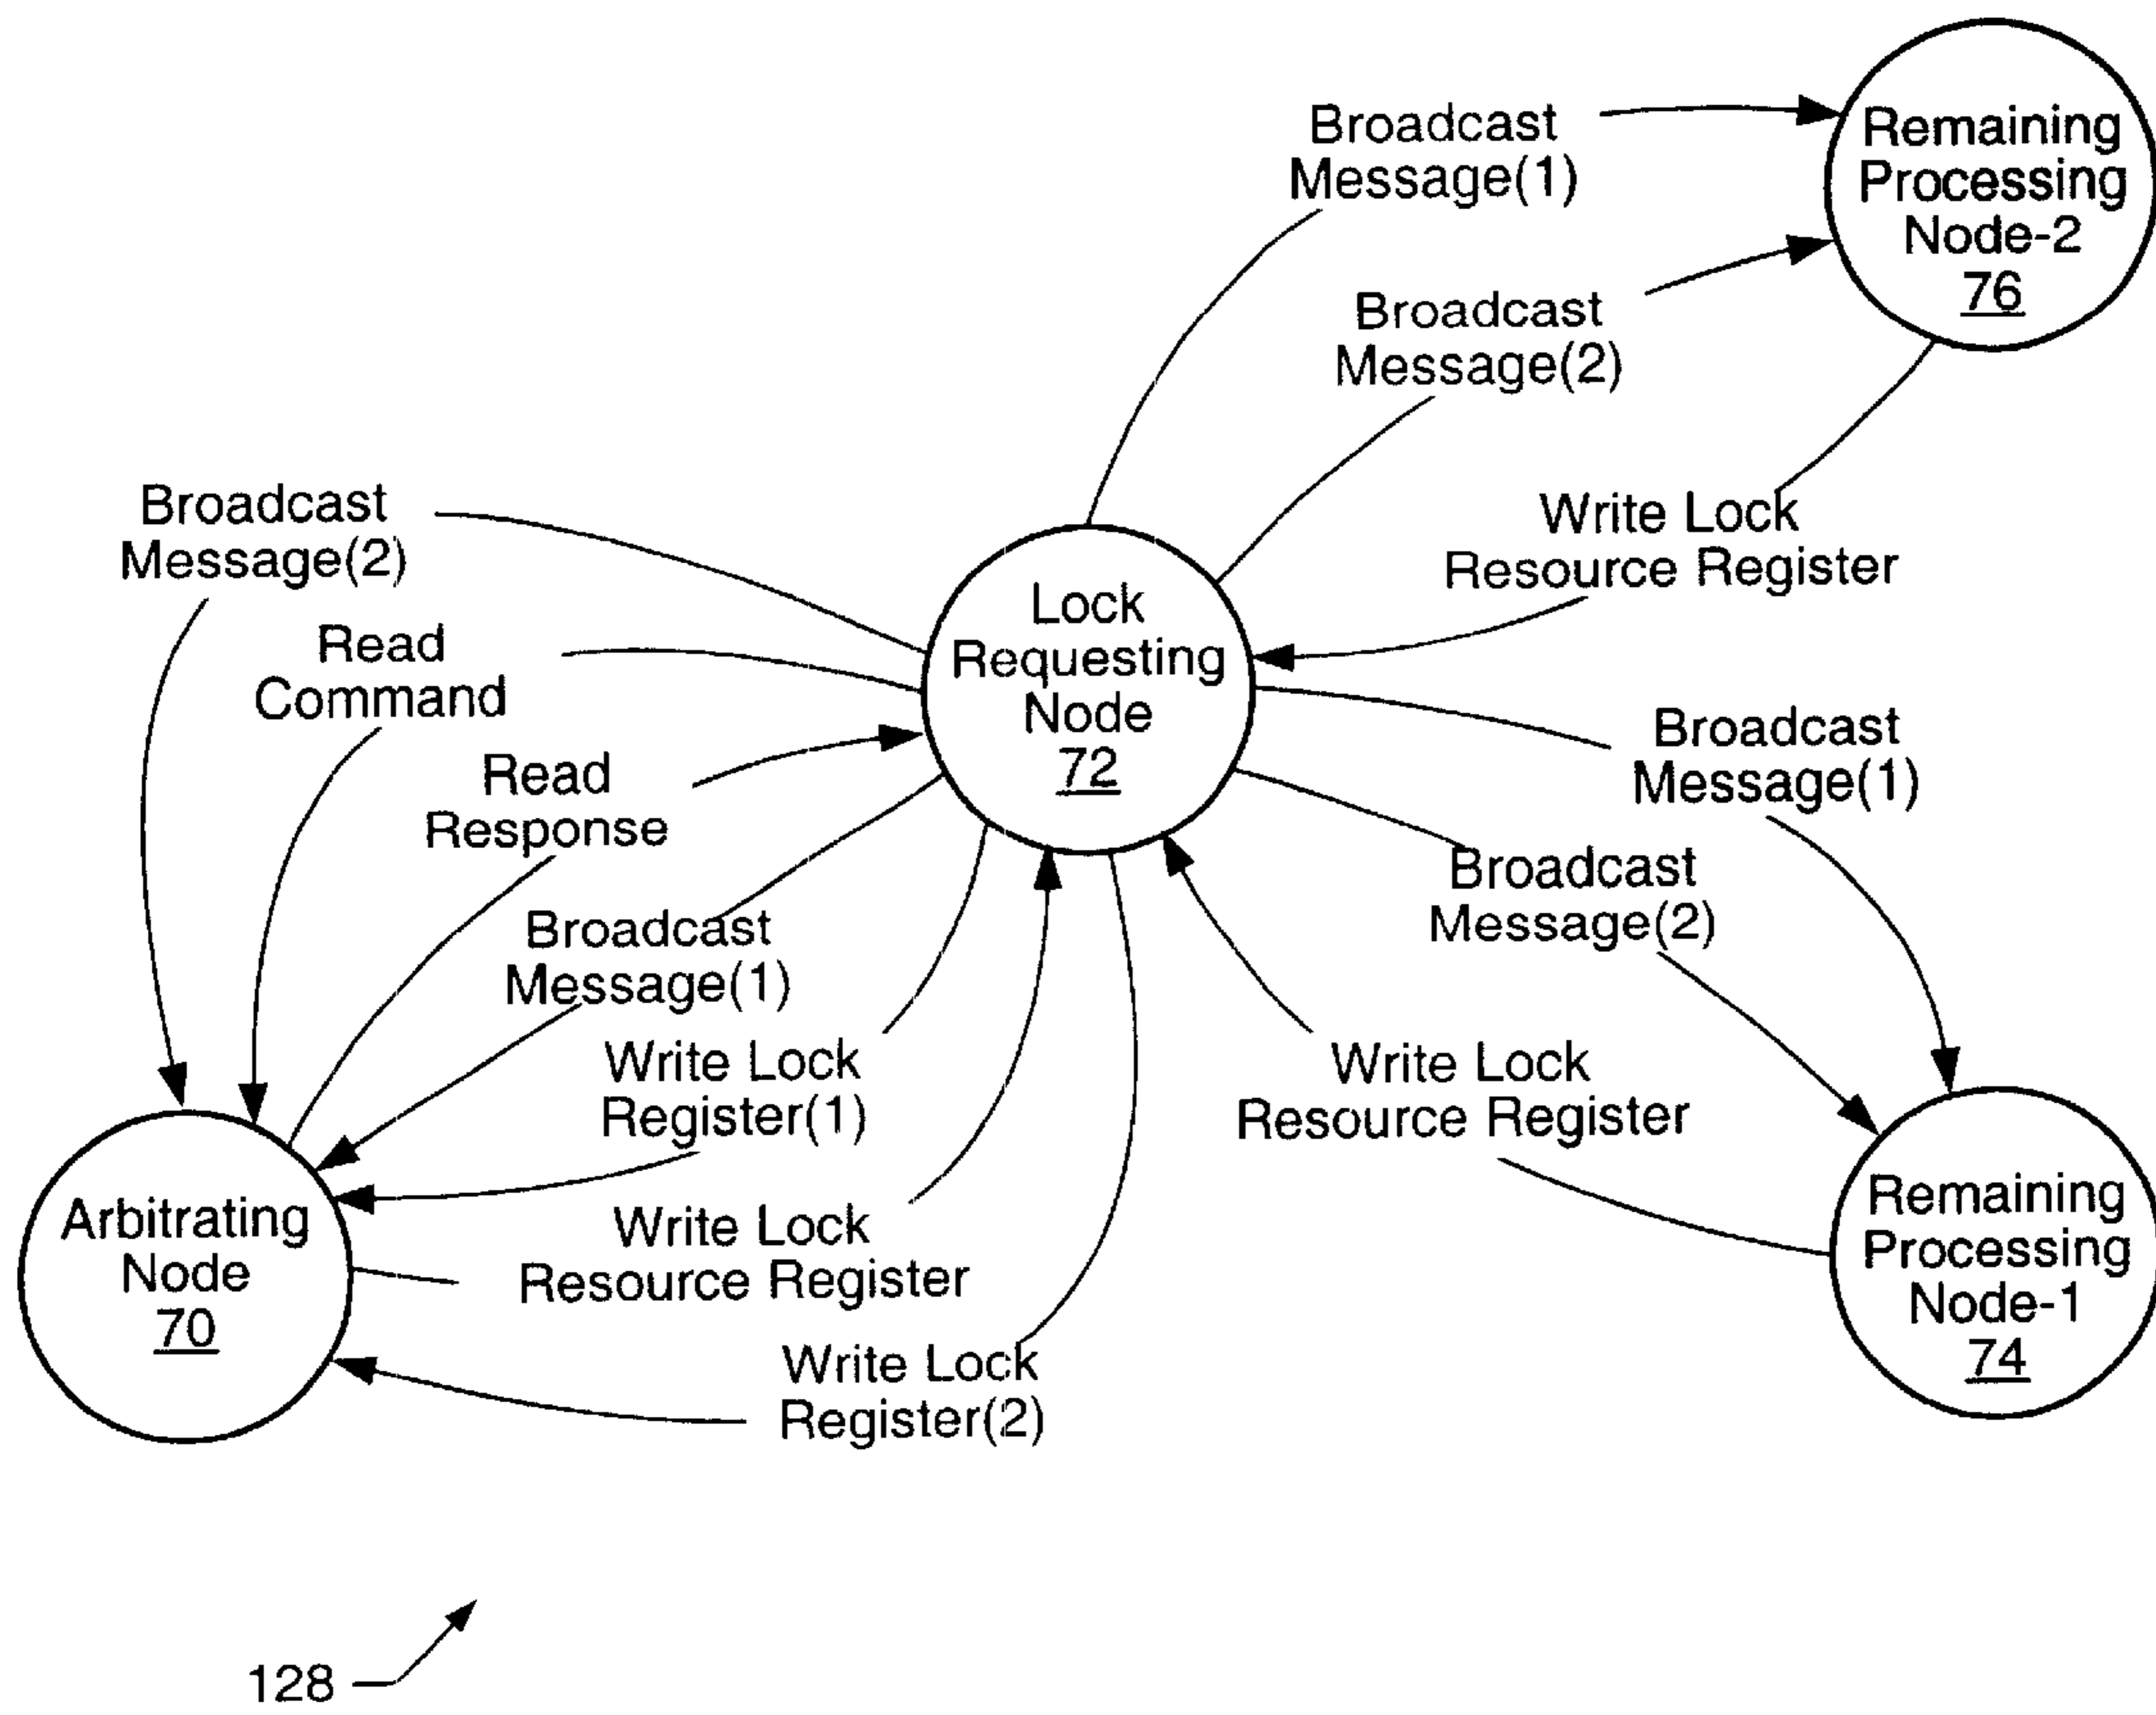 Broadcast
Message(1)
Remaining
Processing
Node-2
76
Broadcast
Message(2)
Write Lock
Resource Register
Broadcast
Message(2)
Read
Command
Read
Response
Lock
Requesting
Node
72
Broadcast
Message(1)
Broadcast
Message(2)
Broadcast
Message(1)
Write Lock
Register(1)
Write Lock
Resource Register
Write Lock
Resource Register
Write Lock
Register(2)
Arbitrating
Node
70
Remaining
Processing
Node-1
74
128